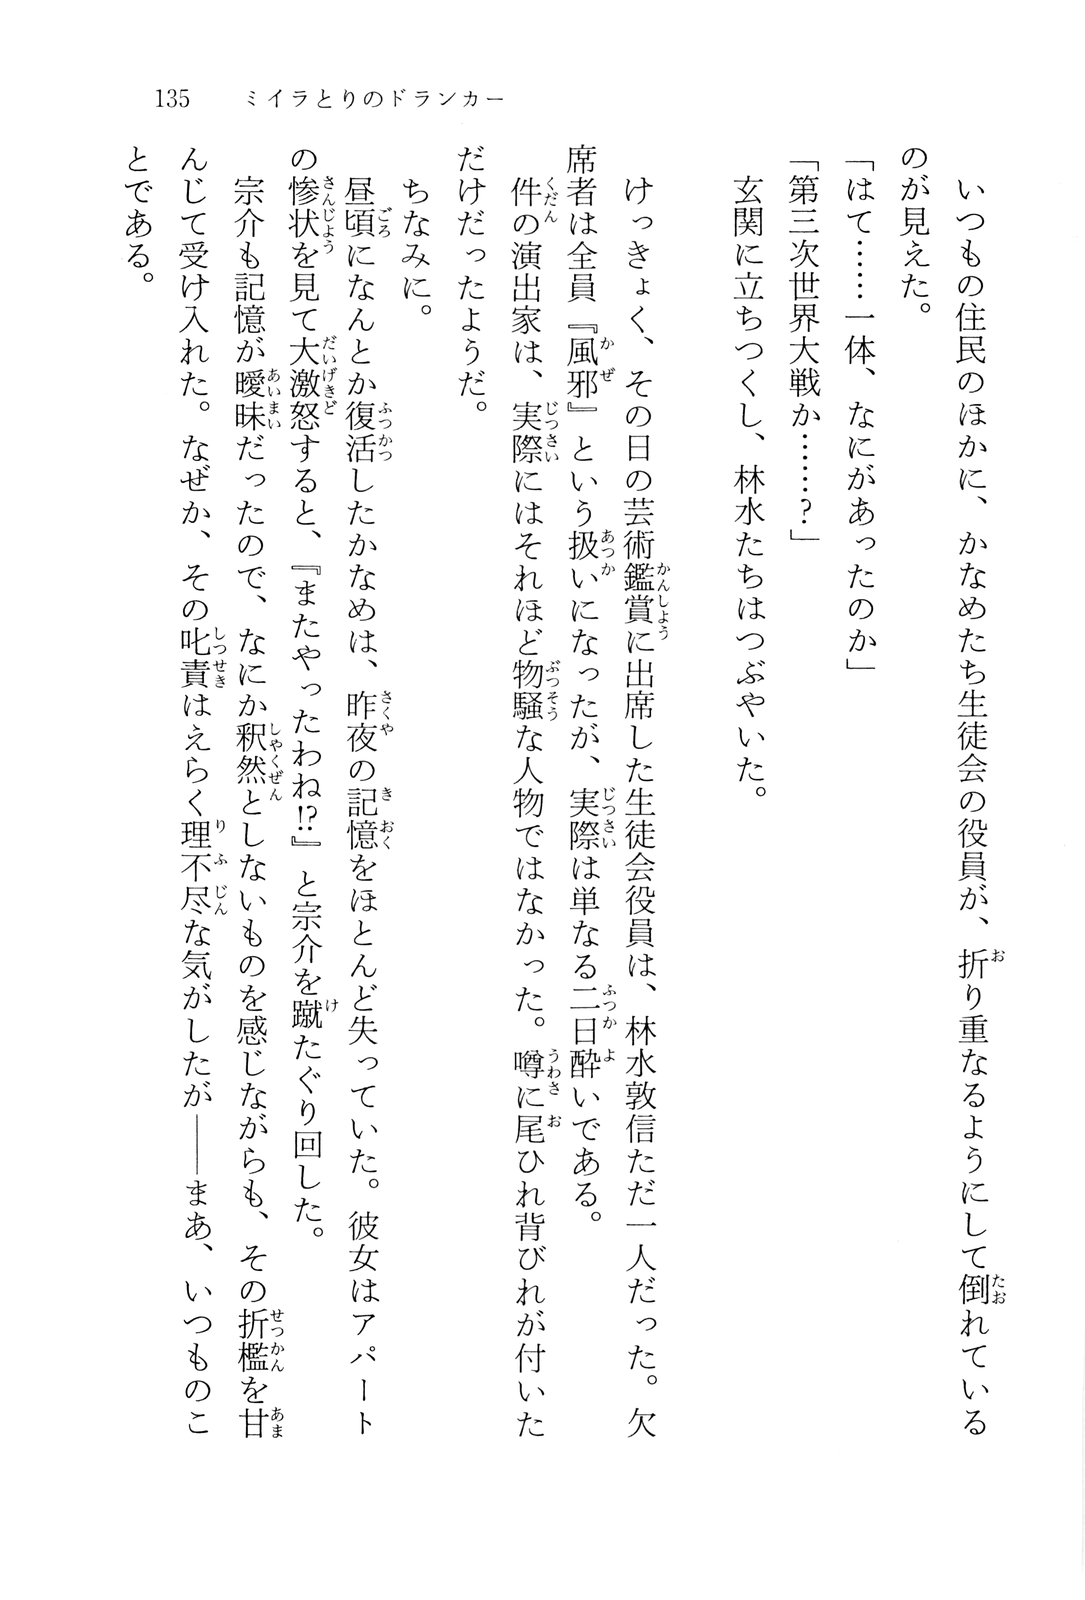 135 ミイラとりのドランカー
いつもの住民のほかに、かなめたち生徒会の役員が、折り重なるようにして倒れている
のが見えた。
「はて……一体、なにがあったのか」
「第三次世界大戦か……?」
玄関に立ちつくし、林水たちはつぶやいた。
けっきょく、その日の芸術鑑賞に出席した生徒会役員は、林水敦信ただ一人だった。欠
席者は全員『風邪』という扱いになったが、実際は単なる二日酔いである。
件の演出家は、実際にはそれほど物騒な人物ではなかった。噂に尾ひれ背びれが付いた
だけだったようだ。
ちなみに。
昼頃になんとか復活したかなめは、昨夜の記憶をほとんど失っていた。彼女はアパート
の惨状を見て大激怒すると、『またやったわね!?』と宗介を蹴たぐり回した。
宗介も記憶が曖昧だったので、なにか釈然としないものを感じながらも、その折檻を甘
んじて受け入れた。なぜか、その叱責はえらく理不尽な気がしたが――まあ、いつものこ
とである。